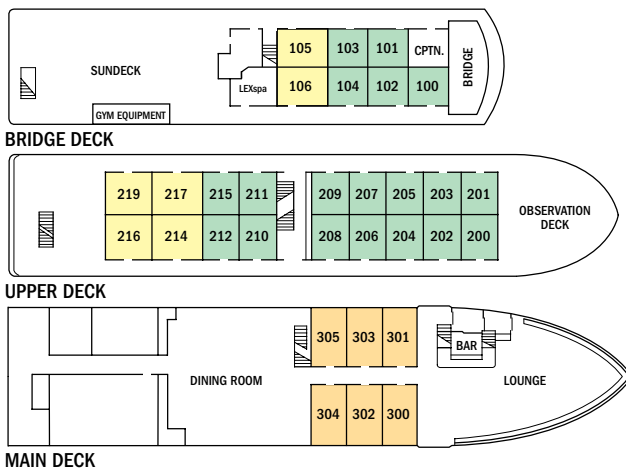 105 103 101 CPTN.
SUNDECK
BRIDGE
LEXspa 106 104 102 100
GYM EQUIPMENT
BRIDGE DECK
219 217 215 211 209 207 205 203 201
OBSERVATION
DECK
216 214 212 210 208 206 204 202 200
UPPER DECK
305 303 301
BAR
DINING ROOM
LOUNGE
304 302 300
MAIN DECK